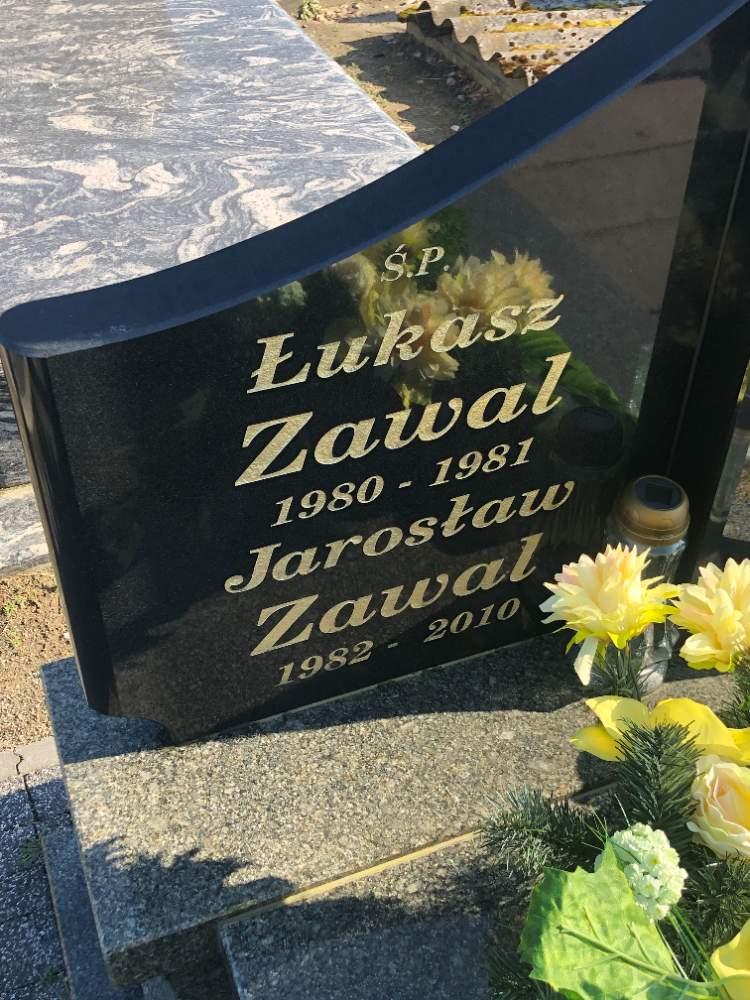 Ś.P.
Łukasz
Zawal
1980 - 1981
Jarosław
Zawal
1982 - 2010